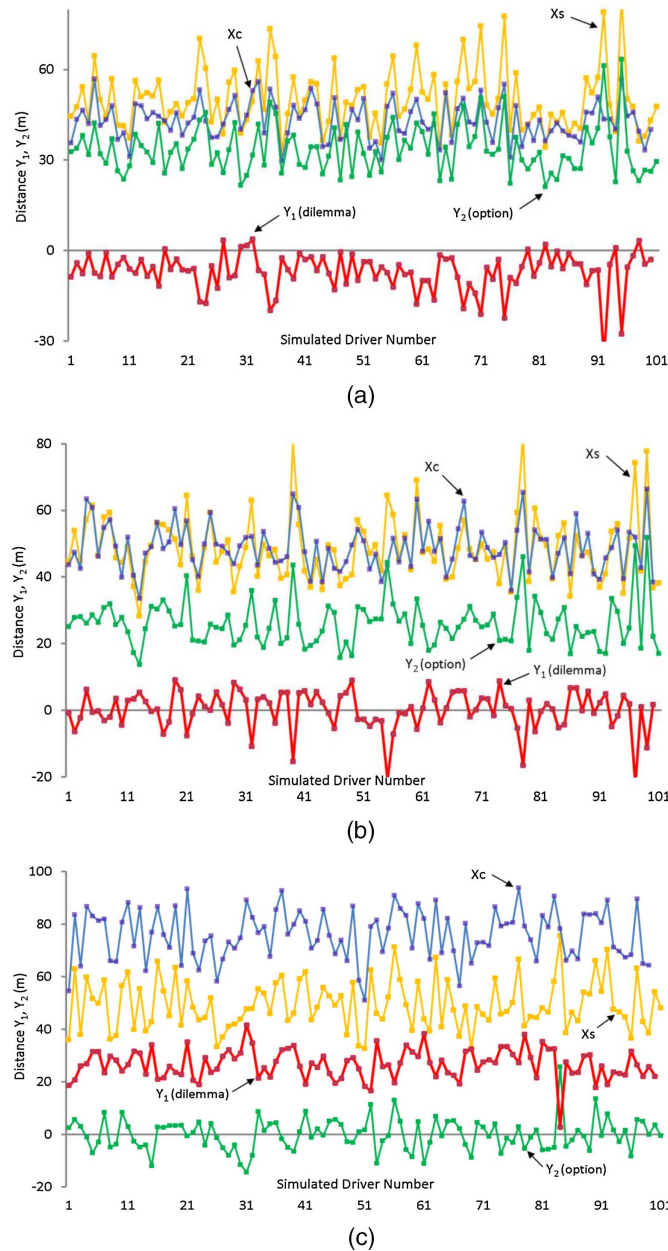 Xc
Xs
60
30
0
-30
Distance Y₁, Y₂ (m)
Y₁ (dilemma)
Y₂ (option)
Simulated Driver Number
1 11 21 31 41 51 61 71 81 91 101
(a)
80
60
40
20
0
-20
Distance Y₁, Y₂ (m)
Xc
Xs
Y₂ (option)
Y₁ (dilemma)
Simulated Driver Number
1 11 21 31 41 51 61 71 81 91 101
(b)
100
80
60
40
20
0
-20
Distance Y₁, Y₂ (m)
Xc
Xs
Y₁ (dilemma)
Y₂ (option)
Simulated Driver Number
1 11 21 31 41 51 61 71 81 91 101
(c)